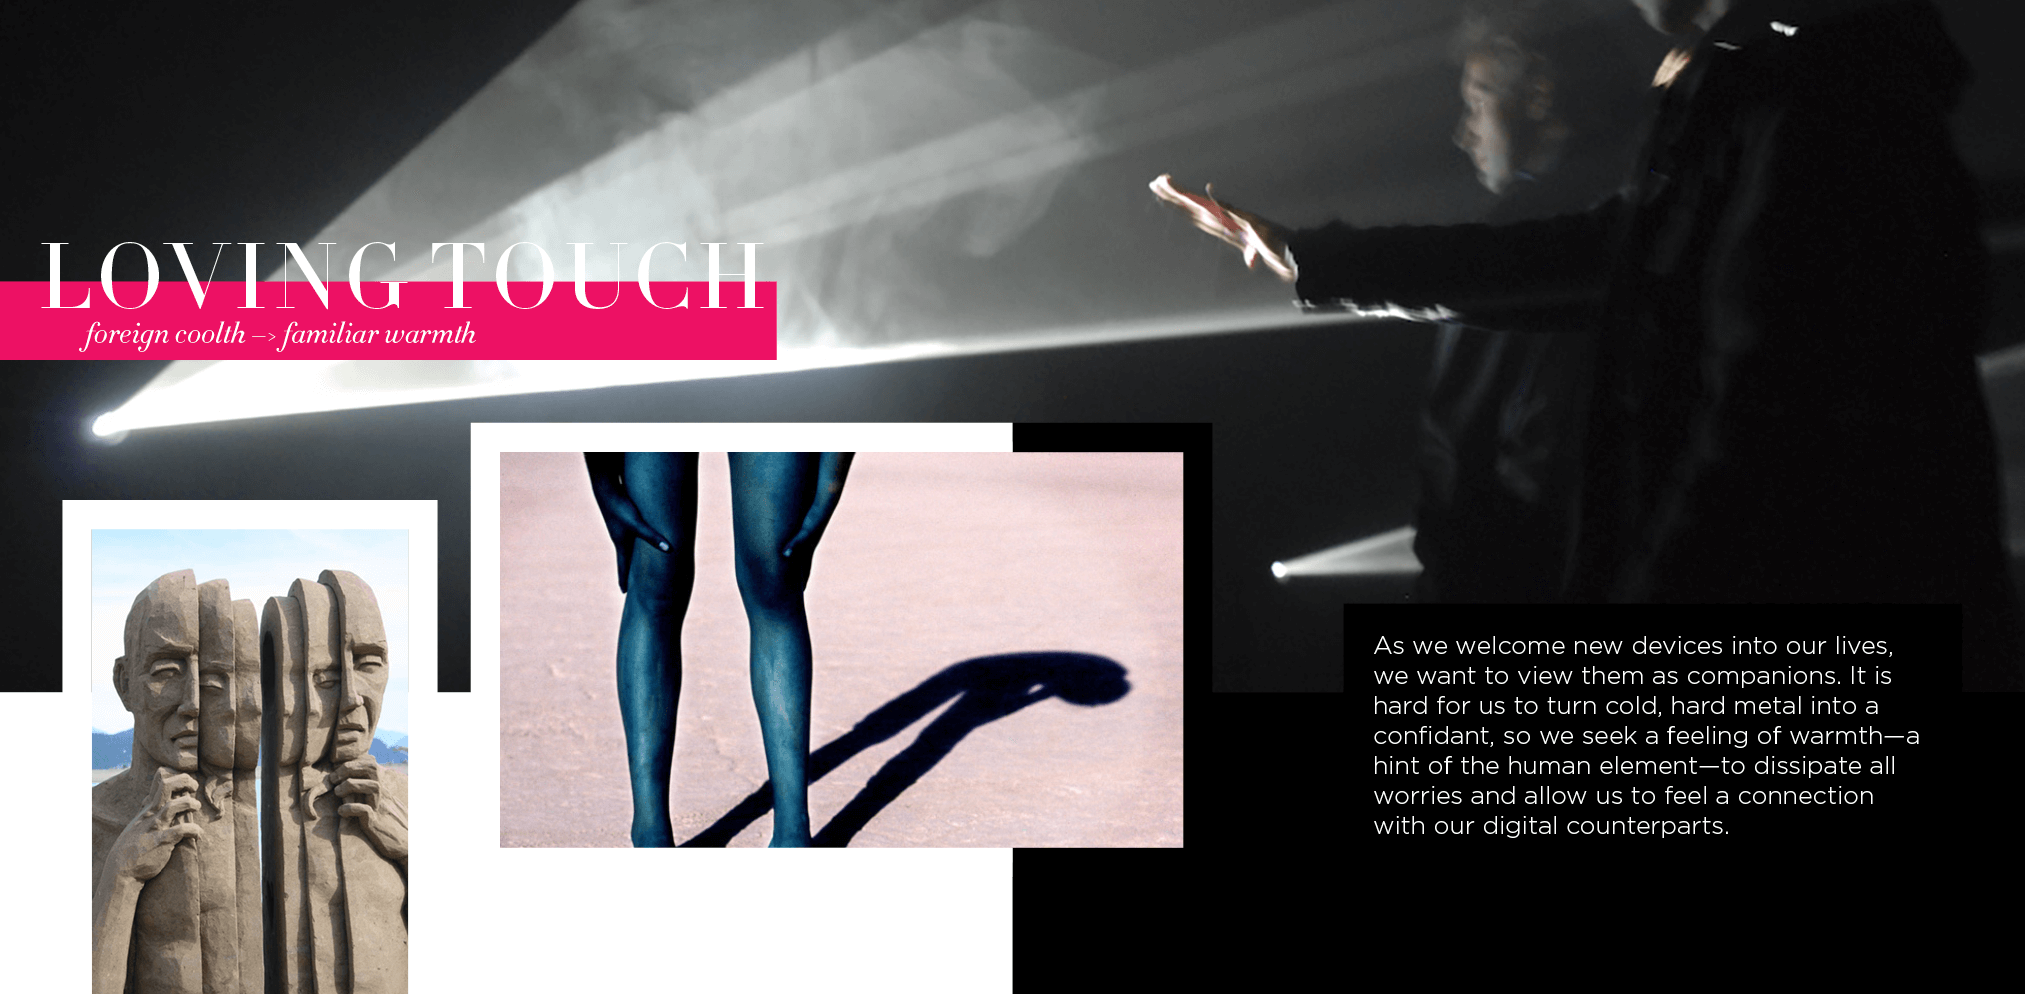 LOVING TOUCH
foreign coolth –> familiar warmth
As we welcome new devices into our lives,
we want to view them as companions. It is
hard for us to turn cold, hard metal into a
confidant, so we seek a feeling of warmth—a
hint of the human element—to dissipate all
worries and allow us to feel a connection
with our digital counterparts.